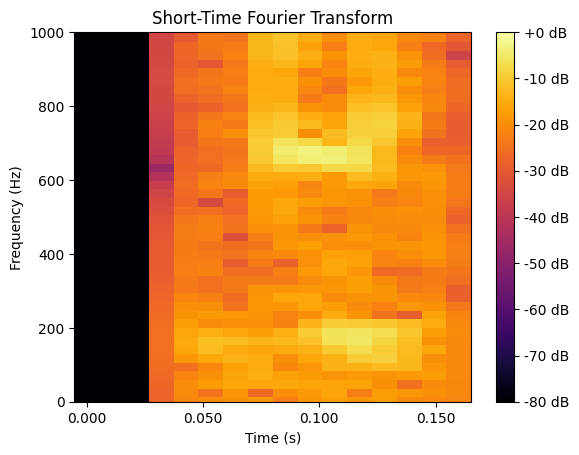 Short-Time Fourier Transform
1000
800
600
400
200
0
Frequency (Hz)
0.000
0.050
0.100
0.150
Time (s)
+0 dB
-10 dB
-20 dB
-30 dB
-40 dB
-50 dB
-60 dB
-70 dB
-80 dB